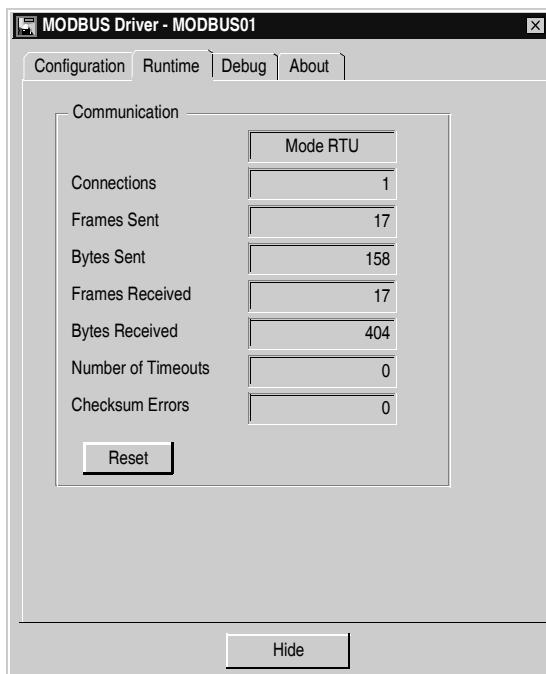 MODBUS Driver - MODBUS01
Configuration Runtime Debug About
Communication
Mode RTU
Connections 1
Frames Sent 17
Bytes Sent 158
Frames Received 17
Bytes Received 404
Number of Timeouts 0
Checksum Errors 0
Reset
Hide